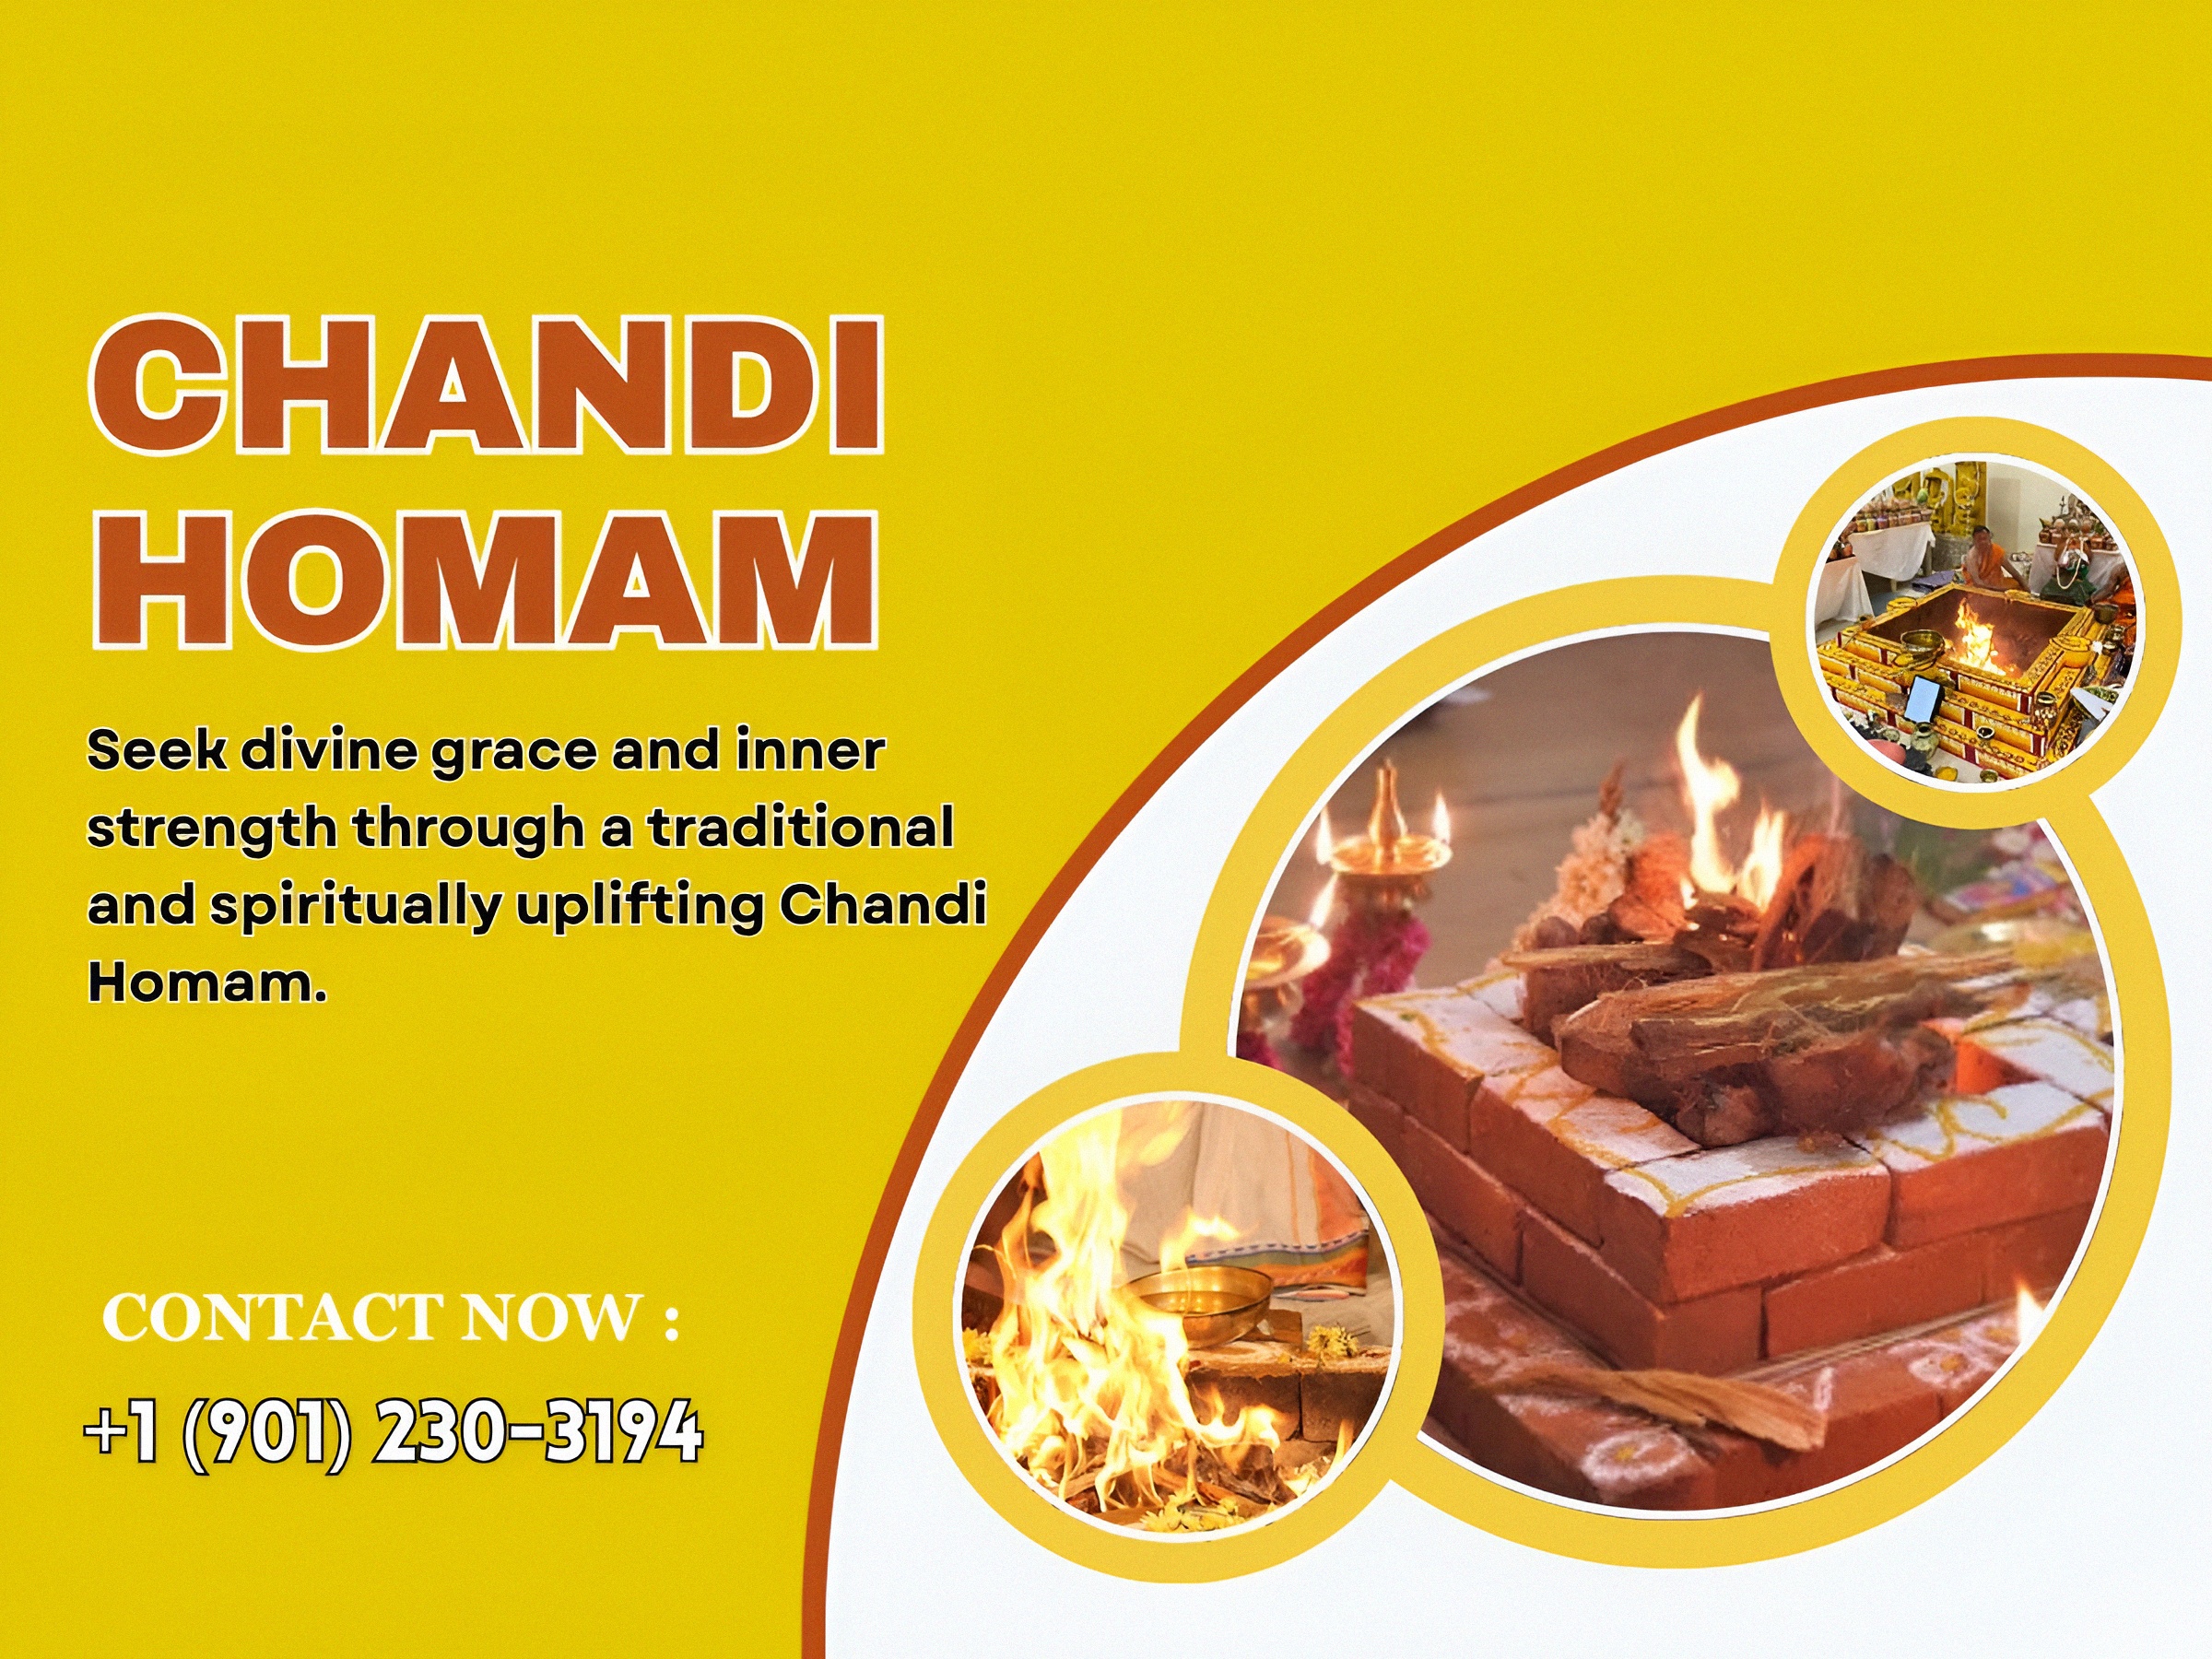 CHANDI
HOMAM
Seek divine grace and inner
strength through a traditional
and spiritually uplifting Chandi
Homam.
CONTACT NOW :
+1 (901) 230-3194